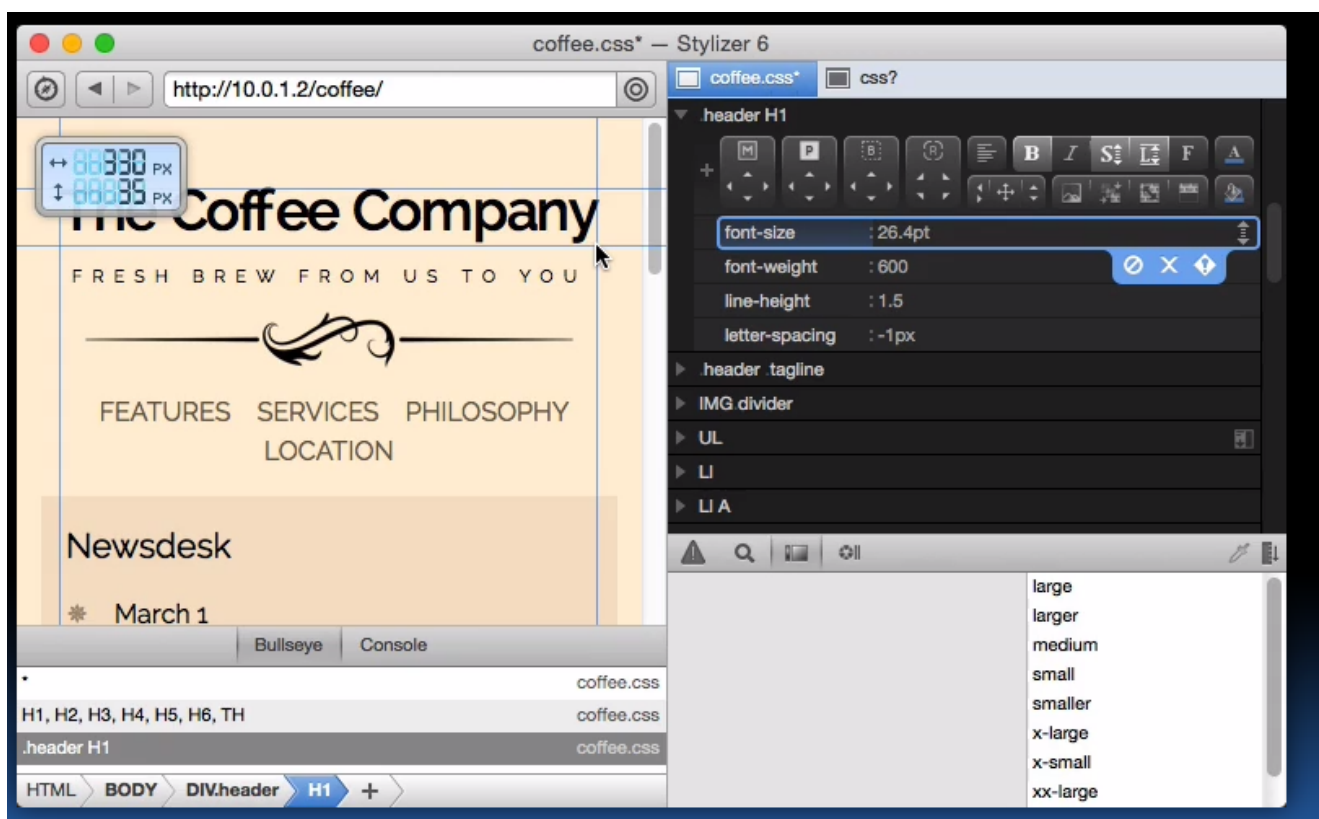 coffee.css* — Stylizer 6
http://10.0.1.2/coffee/
330 PX
35 PX
The Coffee Company
FRESH BREW FROM US TO YOU
FEATURES SERVICES PHILOSOPHY
LOCATION
Newsdesk
March 1
Bullseye Console
* coffee.css
H1, H2, H3, H4, H5, H6, TH coffee.css
.header H1 coffee.css
HTML BODY DIV.header H1 +
coffee.css* css?
.header H1
M P B R B I S L F A
font-size : 26.4pt
font-weight : 600
line-height : 1.5
letter-spacing : -1px
.header .tagline
IMG.divider
UL
LI
LI A
large
larger
medium
small
smaller
x-large
x-small
xx-large